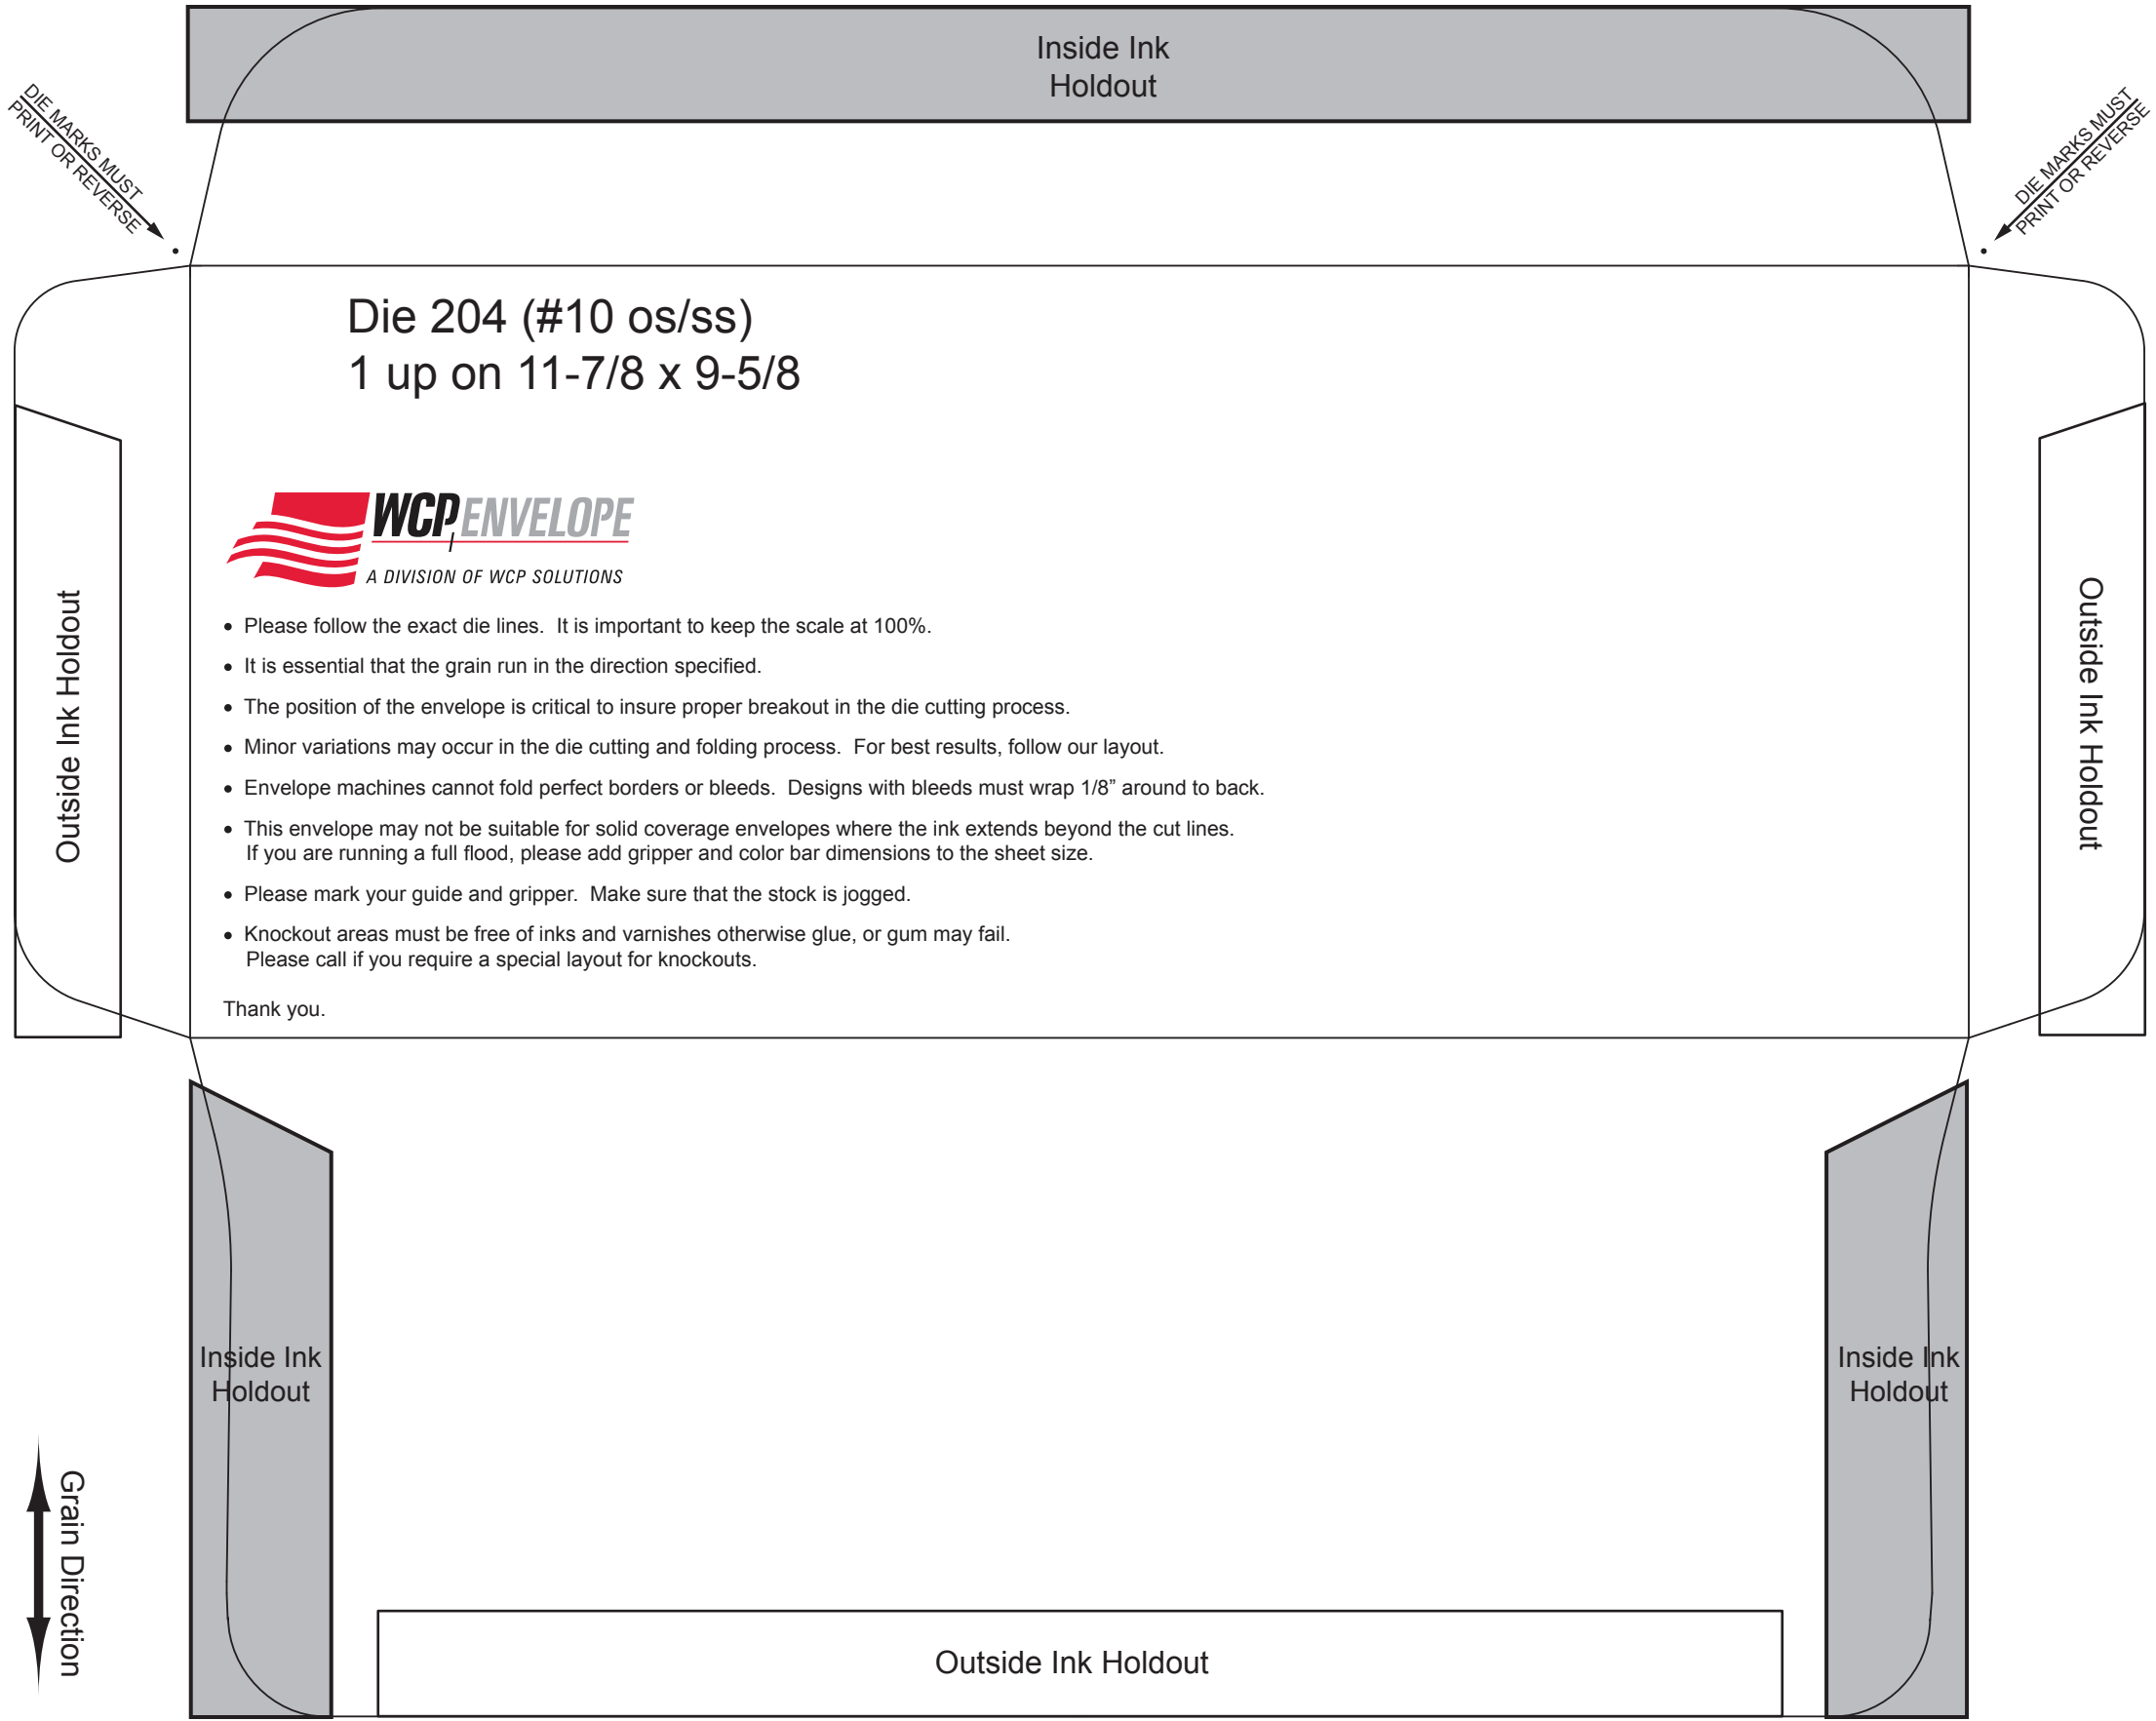 Inside Ink
Holdout
DIE MARKS MUST
PRINT OR REVERSE
DIE MARKS MUST
PRINT OR REVERSE
Die 204 (#10 os/ss)
1 up on 11-7/8 x 9-5/8
WCP ENVELOPE
A DIVISION OF WCP SOLUTIONS
• Please follow the exact die lines.  It is important to keep the scale at 100%.
• It is essential that the grain run in the direction specified.
• The position of the envelope is critical to insure proper breakout in the die cutting process.
• Minor variations may occur in the die cutting and folding process.  For best results, follow our layout.
• Envelope machines cannot fold perfect borders or bleeds.  Designs with bleeds must wrap 1/8” around to back.
• This envelope may not be suitable for solid coverage envelopes where the ink extends beyond the cut lines.
If you are running a full flood, please add gripper and color bar dimensions to the sheet size.
• Please mark your guide and gripper.  Make sure that the stock is jogged.
• Knockout areas must be free of inks and varnishes otherwise glue, or gum may fail.
Please call if you require a special layout for knockouts.
Thank you.
Outside Ink Holdout
Outside Ink Holdout
Inside Ink
Holdout
Inside Ink
Holdout
Grain Direction
Outside Ink Holdout